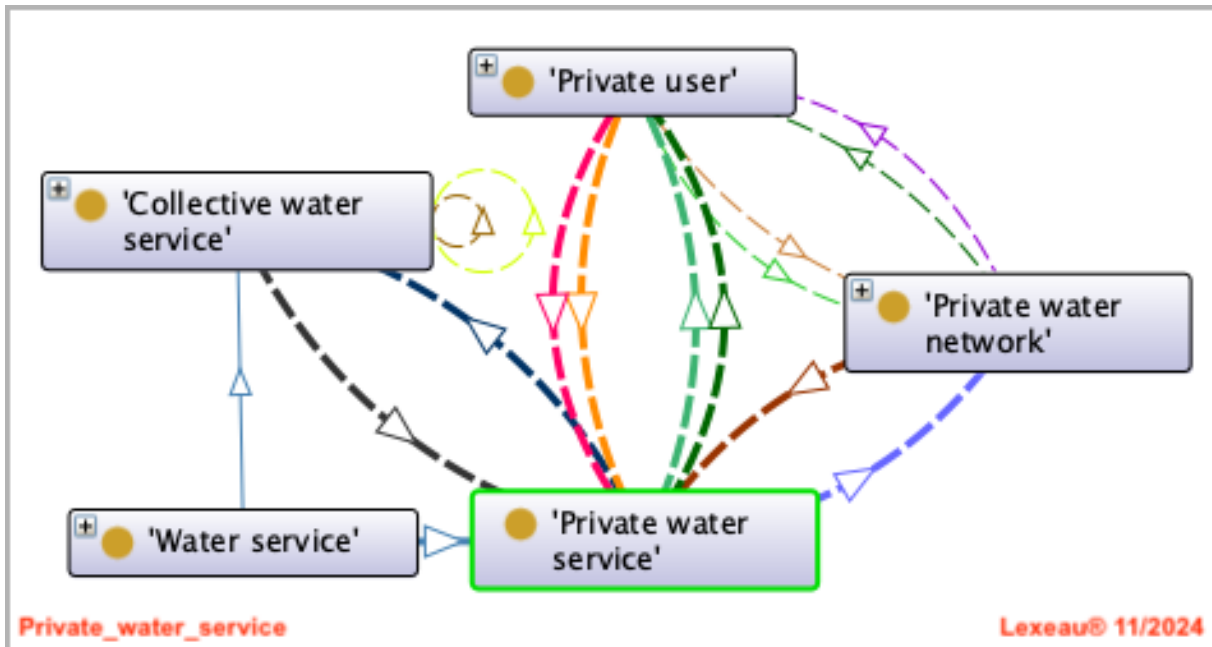 'Private user'
'Collective water
service'
'Private water
network'
'Water service'
'Private water
service'
Private_water_service
Lexeau® 11/2024